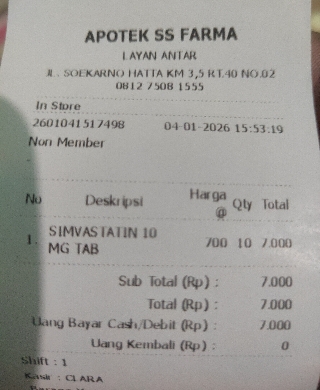 APOTEK SS FARMA
LAYAN ANTAR
JL. SOEKARNO HATTA KM 3,5 RT.40 NO.02
0812 7508 1555
In Store
2601041517498 04-01-2026 15:53:19
Non Member
-
No Deskripsi Harga @ Qty Total
1. SIMVASTATIN 10 MG TAB 700 10 7.000
Sub Total (Rp) : 7.000
Total (Rp) : 7.000
Uang Bayar Cash/Debit (Rp) : 7.000
Uang Kembali (Rp) : 0
Shift : 1
Kasir : CLARA